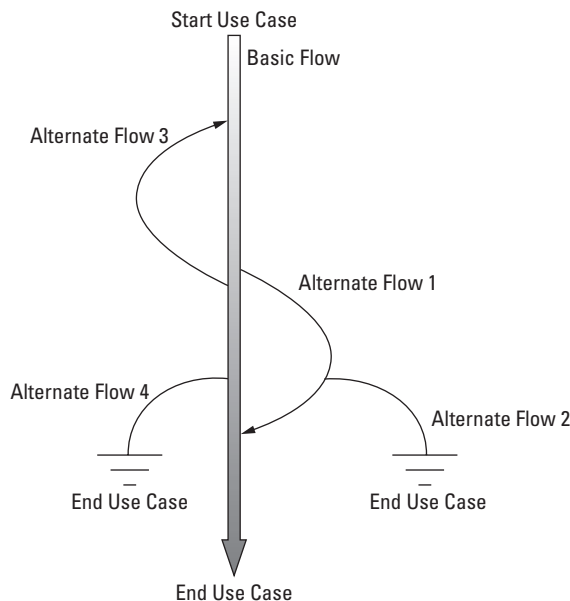 Start Use Case
Basic Flow
Alternate Flow 3
Alternate Flow 1
Alternate Flow 4
Alternate Flow 2
End Use Case
End Use Case
End Use Case